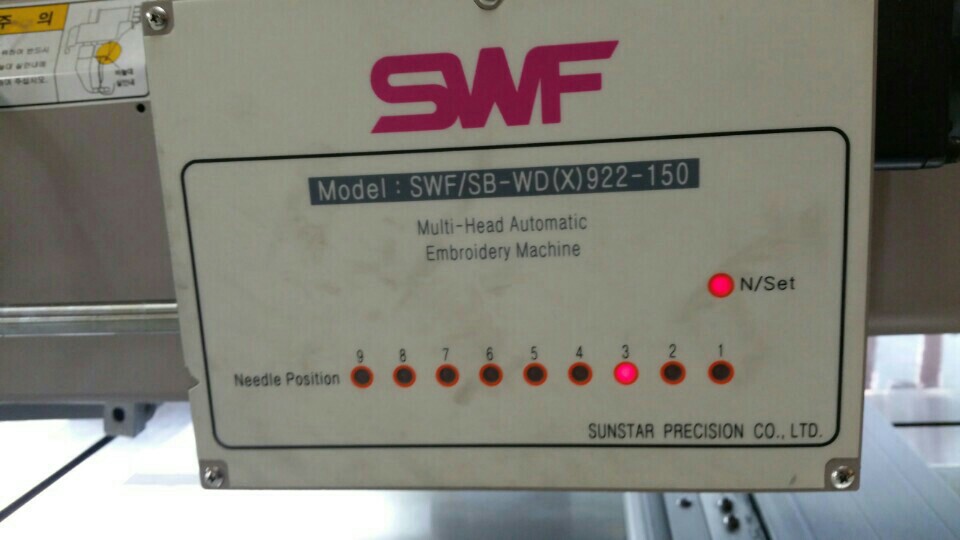 주 의
SWF
Model : SWF/SB-WD(X)922-150
Multi-Head Automatic
Embroidery Machine
N/Set
9 8 7 6 5 4 3 2 1
Needle Position
SUNSTAR PRECISION CO., LTD.